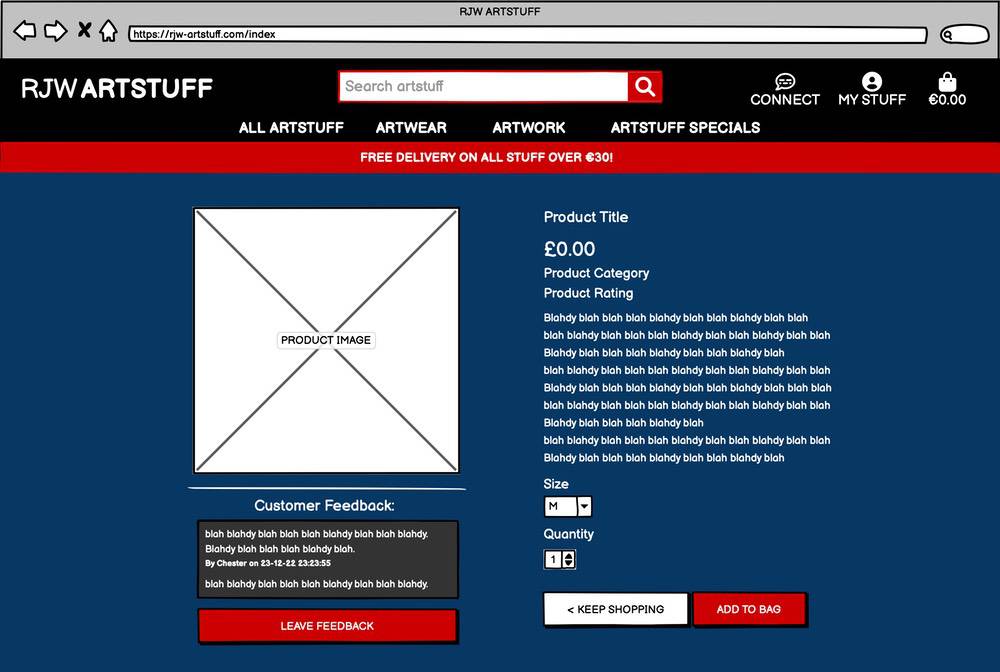 RJW ARTSTUFF
https://rjw-artstuff.com/index
RJW ARTSTUFF
Search artstuff
CONNECT
MY STUFF
€0.00
ALL ARTSTUFF
ARTWEAR
ARTWORK
ARTSTUFF SPECIALS
FREE DELIVERY ON ALL STUFF OVER €30!
PRODUCT IMAGE
Customer Feedback:
blah blahdy blah blah blah blahdy blah blah blahdy.
Blahdy blah blah blah blahdy blah.
By Chester on 23-12-22 23:23:55
blah blahdy blah blah blah blahdy blah blah blahdy.
LEAVE FEEDBACK
Product Title
£0.00
Product Category
Product Rating
Blahdy blah blah blah blahdy blah blah blahdy blah blah
blah blahdy blah blah blah blahdy blah blah blahdy blah blah
Blahdy blah blah blah blahdy blah blah blahdy blah
blah blahdy blah blah blah blahdy blah blah blahdy blah blah
Blahdy blah blah blahdy blah blah blahdy blah blah blahdy blah
blah blahdy blah blah blah blahdy blah blah blahdy blah blah
Blahdy blah blah blah blahdy blah
blah blahdy blah blah blah blahdy blah blah blahdy blah blah
Blahdy blah blah blah blahdy blah blah blahdy blah
Size
M
Quantity
1
< KEEP SHOPPING
ADD TO BAG